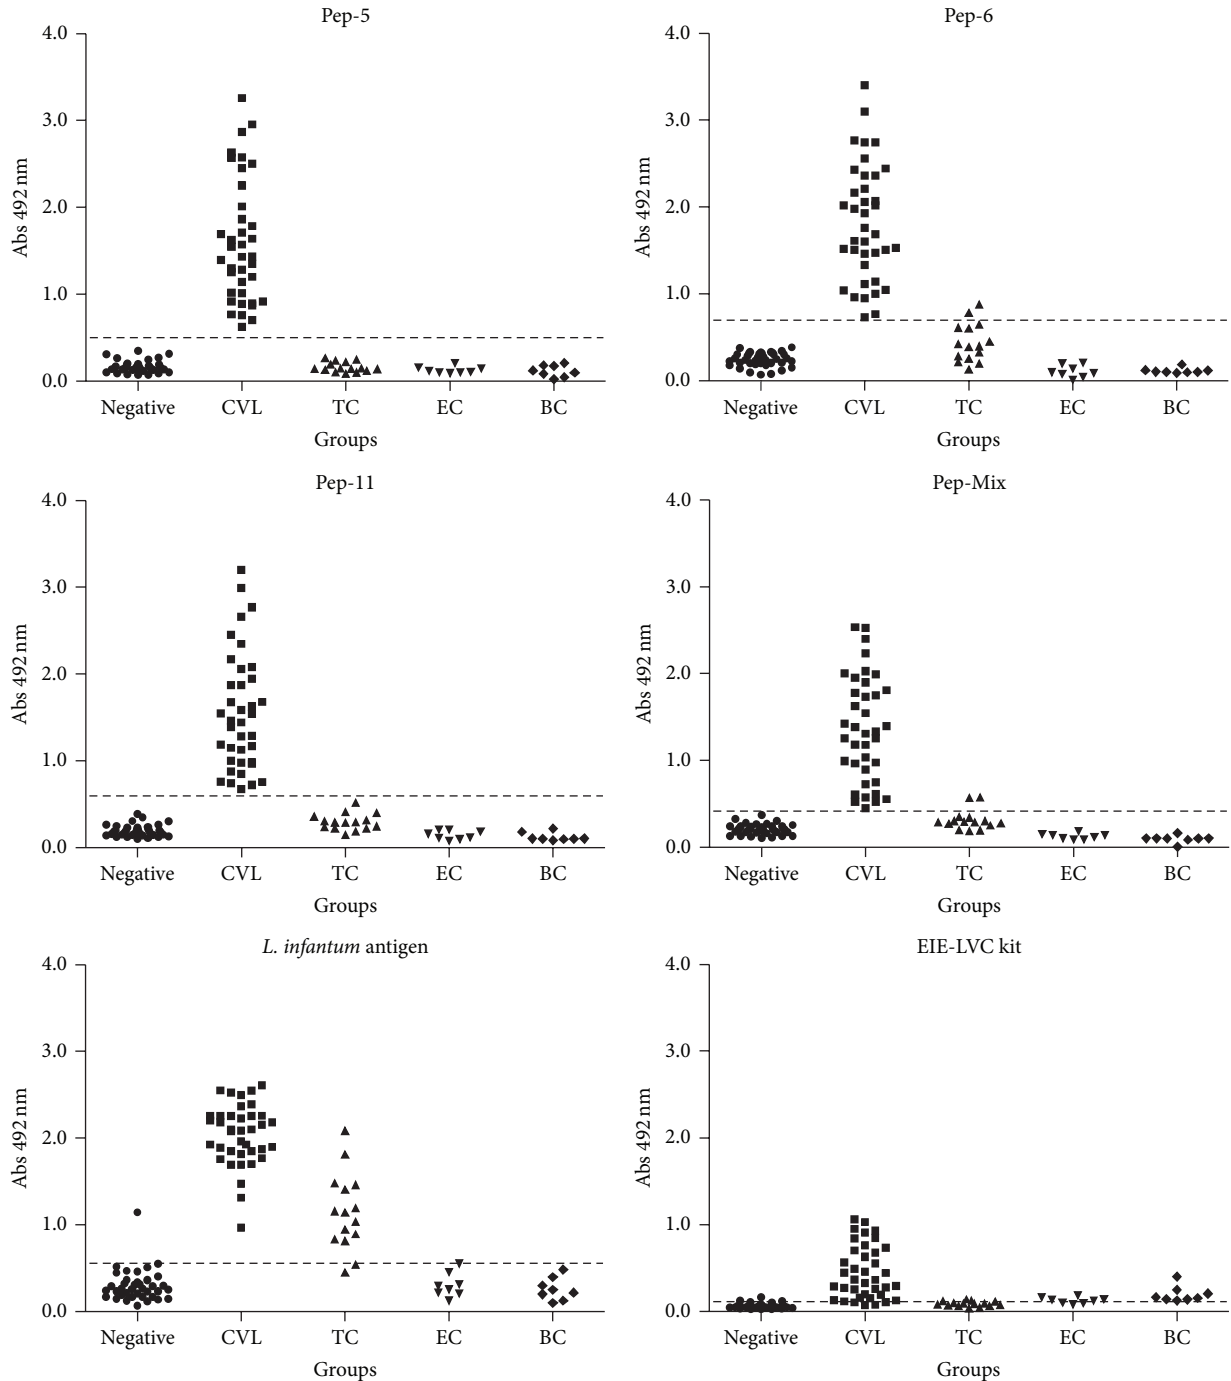 Pep-5
4.0
3.0
2.0
1.0
0.0
Abs 492 nm
Negative CVL TC EC BC
Groups
Pep-6
4.0
3.0
2.0
1.0
0.0
Abs 492 nm
Negative CVL TC EC BC
Groups
Pep-11
4.0
3.0
2.0
1.0
0.0
Abs 492 nm
Negative CVL TC EC BC
Groups
Pep-Mix
4.0
3.0
2.0
1.0
0.0
Abs 492 nm
Negative CVL TC EC BC
Groups
L. infantum antigen
4.0
3.0
2.0
1.0
0.0
Abs 492 nm
Negative CVL TC EC BC
Groups
EIE-LVC kit
4.0
3.0
2.0
1.0
0.0
Abs 492 nm
Negative CVL TC EC BC
Groups